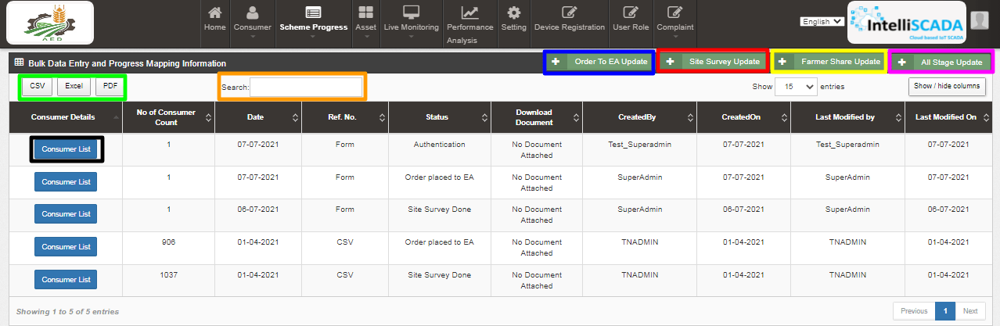 AED
Home
Consumer
Scheme Progress
Asset
Live Monitoring
Performance
Analysis
Setting
Device Registration
User Role
Complaint
English
IntelliSCADA
Cloud based IoT SCADA
Bulk Data Entry and Progress Mapping Information
+ Order To EA Update
+ Site Survey Update
+ Farmer Share Update
+ All Stage Update
CSV Excel PDF
Search:
Show 15 entries
Show / hide columns
Consumer Details
No of Consumer
Count
Date
Ref. No.
Status
Download
Document
CreatedBy
CreatedOn
Last Modified by
Last Modified On
Consumer List 1 07-07-2021 Form Authentication No Document Test_Superadmin 07-07-2021 Test_Superadmin 07-07-2021
Attached
Consumer List 1 07-07-2021 Form Order placed to EA No Document SuperAdmin 07-07-2021 SuperAdmin 07-07-2021
Attached
Consumer List 1 06-07-2021 Form Site Survey Done No Document SuperAdmin 06-07-2021 SuperAdmin 06-07-2021
Attached
Consumer List 906 01-04-2021 CSV Order placed to EA No Document TNADMIN 01-04-2021 TNADMIN 01-04-2021
Attached
Consumer List 1037 01-04-2021 CSV Site Survey Done No Document TNADMIN 01-04-2021 TNADMIN 01-04-2021
Attached
Showing 1 to 5 of 5 entries
Previous 1 Next